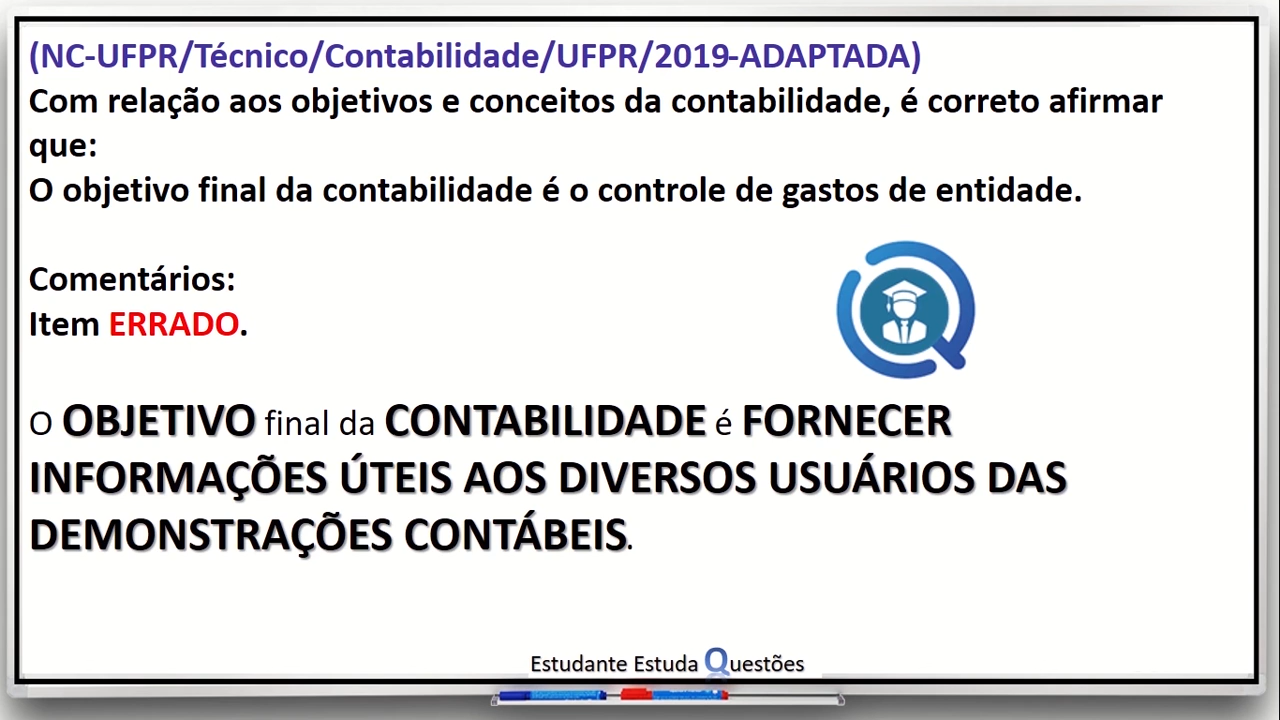 (NC-UFPR/Técnico/Contabilidade/UFPR/2019-ADAPTADA)
Com relação aos objetivos e conceitos da contabilidade, é correto afirmar
que:
O objetivo final da contabilidade é o controle de gastos de entidade.
Comentários:
Item ERRADO.
O OBJETIVO final da CONTABILIDADE é FORNECER
INFORMAÇÕES ÚTEIS AOS DIVERSOS USUÁRIOS DAS
DEMONSTRAÇÕES CONTÁBEIS.
Estudante Estuda Questões